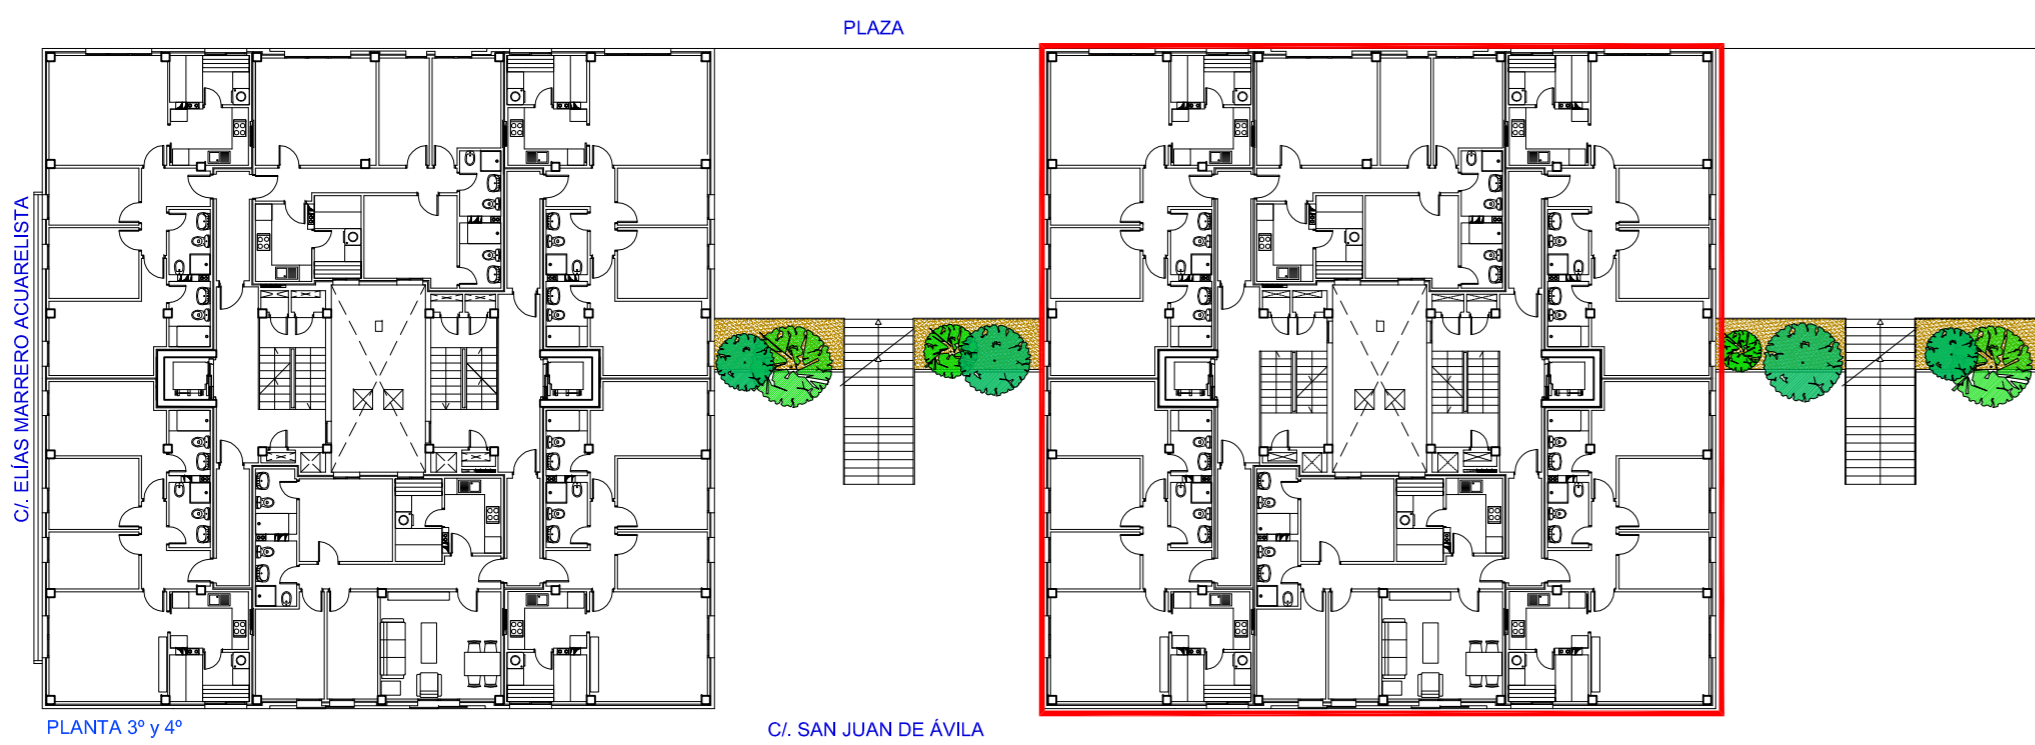 PLAZA
C/. ELÍAS MARRERO ACUARELISTA
PLANTA 3º y 4º
C/. SAN JUAN DE ÁVILA